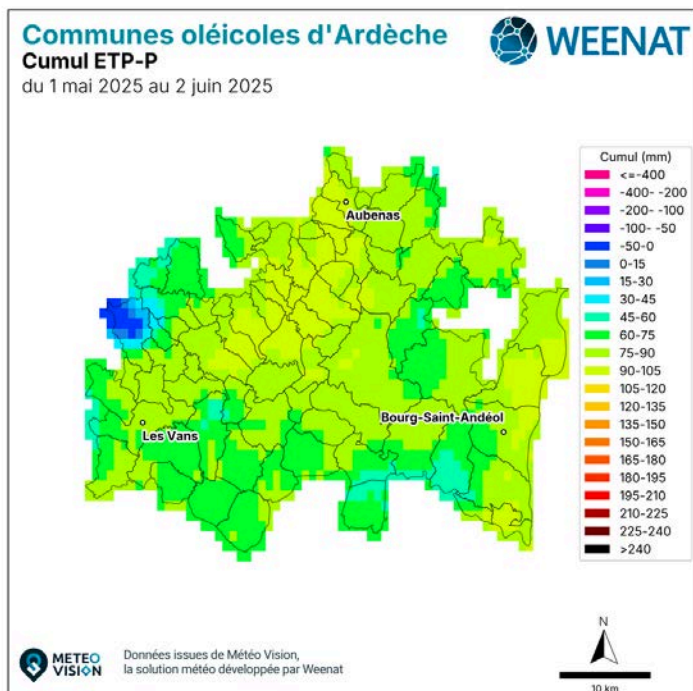 Communes oléicoles d'Ardèche
WEENAT
Cumul ETP-P
du 1 mai 2025 au 2 juin 2025
Cumul (mm)
<=-400
-400- -200
-200- -100
-100- -50
-50-0
0-15
15-30
30-45
45-60
60-75
75-90
90-105
105-120
120-135
135-150
150-165
165-180
180-195
195-210
210-225
225-240
>240
Aubenas
Bourg-Saint-Andéol
Les Vans
METEO
VISION
Données issues de Météo Vision,
la solution météo développée par Weenat
N
10 km